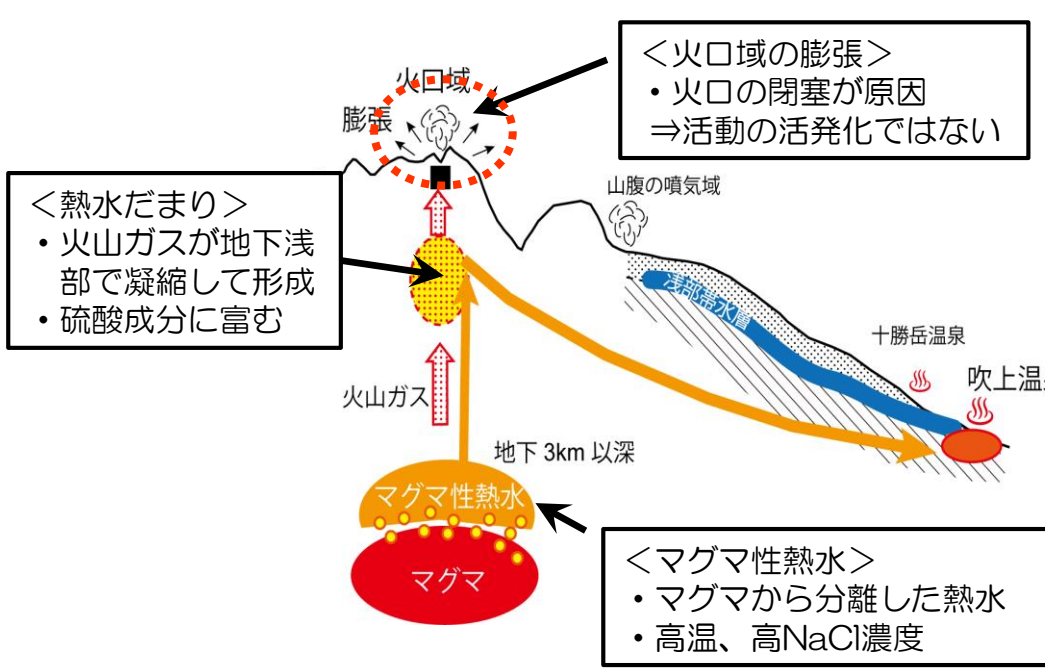 ＜火口域の膨張＞
・火口の閉塞が原因
⇒活動の活発化ではない
火口域
膨張
＜熱水だまり＞
・火山ガスが地下浅
部で凝縮して形成
・硫酸成分に富む
山腹の噴気域
浅部帯水層
十勝岳温泉
吹上温泉
火山ガス
地下 3km 以深
マグマ性熱水
マグマ
＜マグマ性熱水＞
・マグマから分離した熱水
・高温、高NaCl濃度